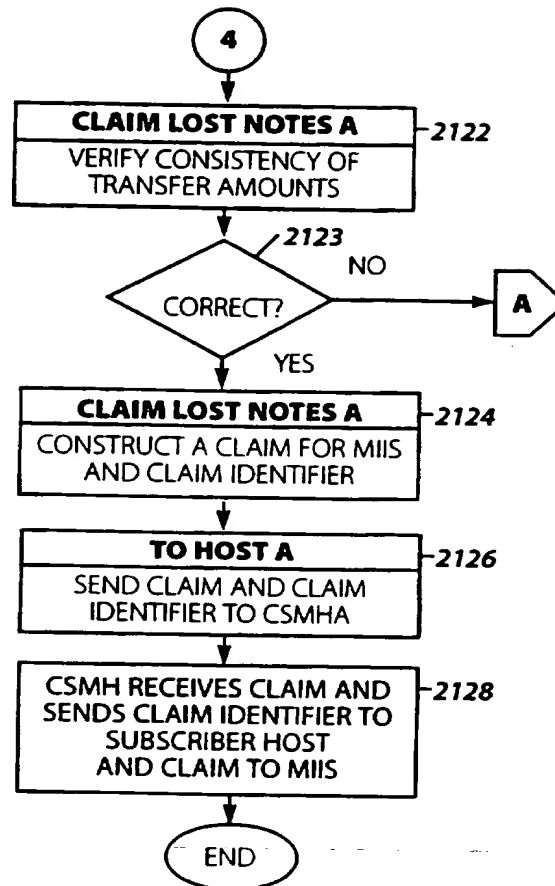 4
CLAIM LOST NOTES A
2122
VERIFY CONSISTENCY OF
TRANSFER AMOUNTS
2123
NO
CORRECT?
A
YES
CLAIM LOST NOTES A
2124
CONSTRUCT A CLAIM FOR MIIS
AND CLAIM IDENTIFIER
TO HOST A
2126
SEND CLAIM AND CLAIM
IDENTIFIER TO CSMHA
CSMH RECEIVES CLAIM AND
2128
SENDS CLAIM IDENTIFIER TO
SUBSCRIBER HOST
AND CLAIM TO MIIS
END